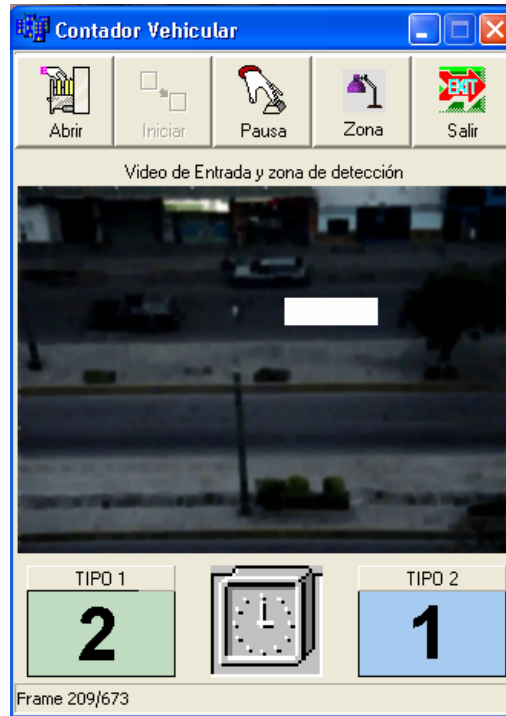 Contador Vehicular
Abrir
Iniciar
Pausa
Zona
EXIT
Salir
Video de Entrada y zona de detección
TIPO 1
TIPO 2
2
1
Frame 209/673